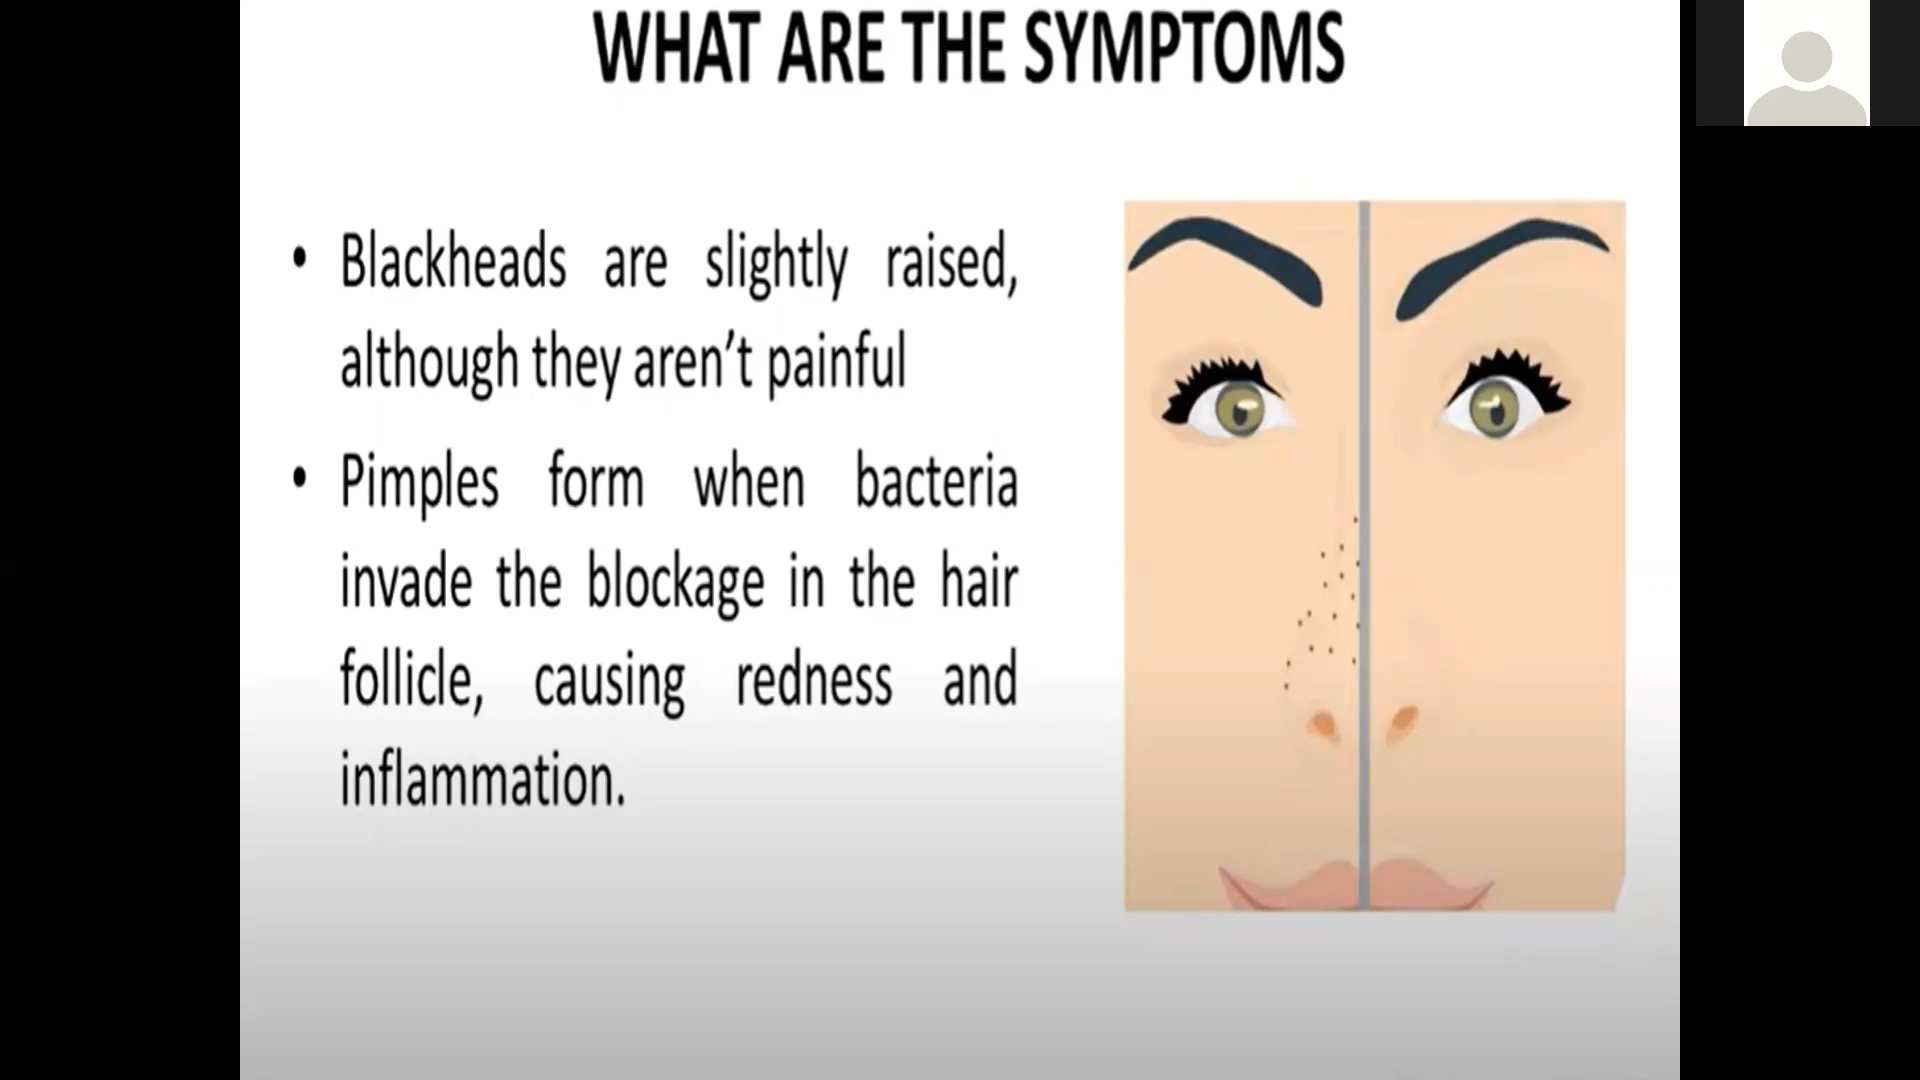 WHAT ARE THE SYMPTOMS
• Blackheads are slightly raised,
although they aren’t painful
• Pimples form when bacteria
invade the blockage in the hair
follicle, causing redness and
inflammation.